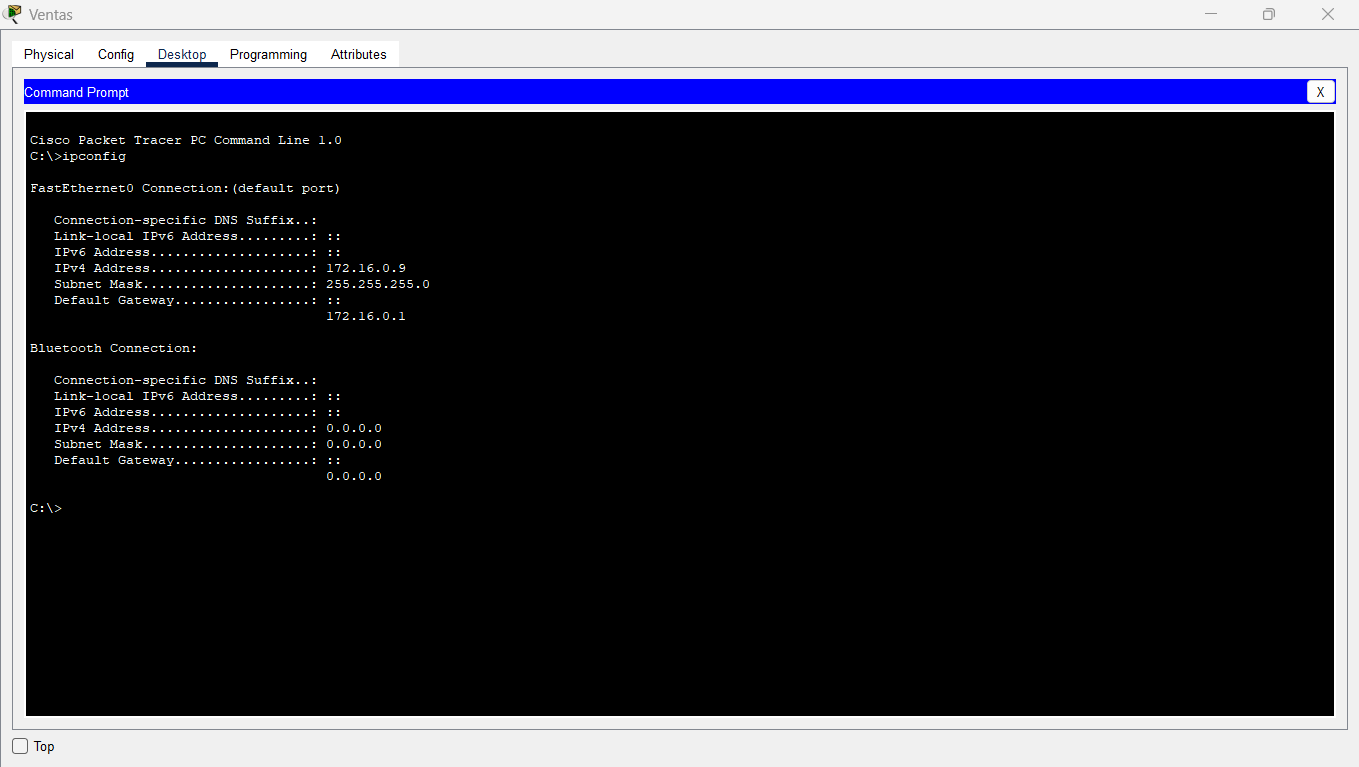 Ventas
Physical Config Desktop Programming Attributes
Command Prompt X
Cisco Packet Tracer PC Command Line 1.0
C:\>ipconfig
FastEthernet0 Connection:(default port)
Connection-specific DNS Suffix..:
Link-local IPv6 Address.........: ::
IPv6 Address....................: ::
IPv4 Address....................: 172.16.0.9
Subnet Mask.....................: 255.255.255.0
Default Gateway.................: ::
172.16.0.1
Bluetooth Connection:
Connection-specific DNS Suffix..:
Link-local IPv6 Address.........: ::
IPv6 Address....................: ::
IPv4 Address....................: 0.0.0.0
Subnet Mask.....................: 0.0.0.0
Default Gateway.................: ::
0.0.0.0
C:\>
Top